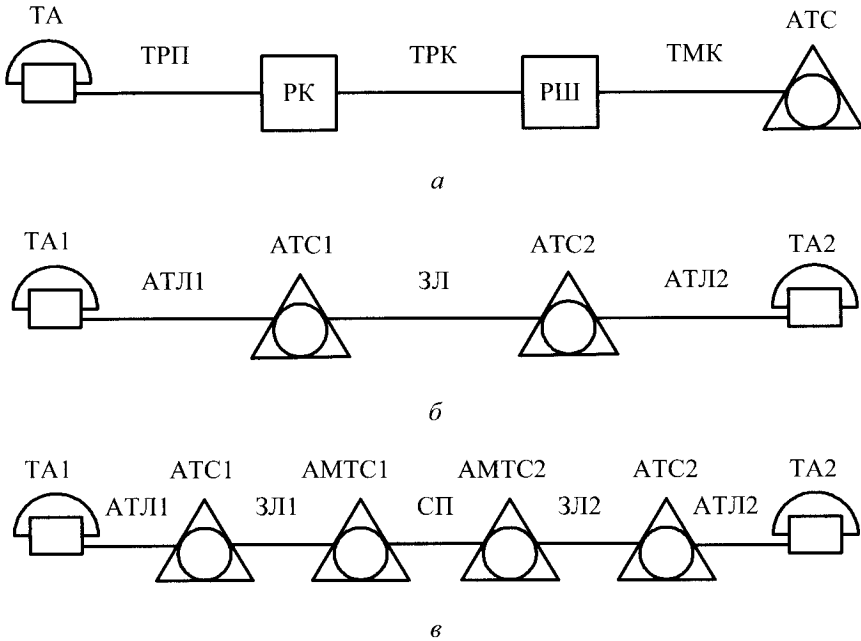 ТА
ТРП
РК
ТРК
РШ
ТМК
АТС
а
ТА1
АТЛ1
АТС1
ЗЛ
АТС2
АТЛ2
ТА2
б
ТА1
АТЛ1
АТС1
ЗЛ1
АМТС1
СП
АМТС2
ЗЛ2
АТС2
АТЛ2
ТА2
в